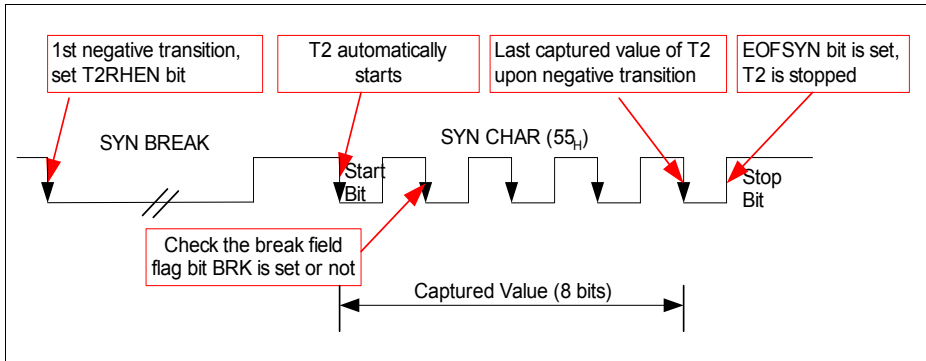 1st negative transition,
set T2RHEN bit
T2 automatically
starts
Last captured value of T2
upon negative transition
EOFSYN bit is set,
T2 is stopped
SYN BREAK
SYN CHAR (55H)
Start
Bit
Stop
Bit
Check the break field
flag bit BRK is set or not
Captured Value (8 bits)